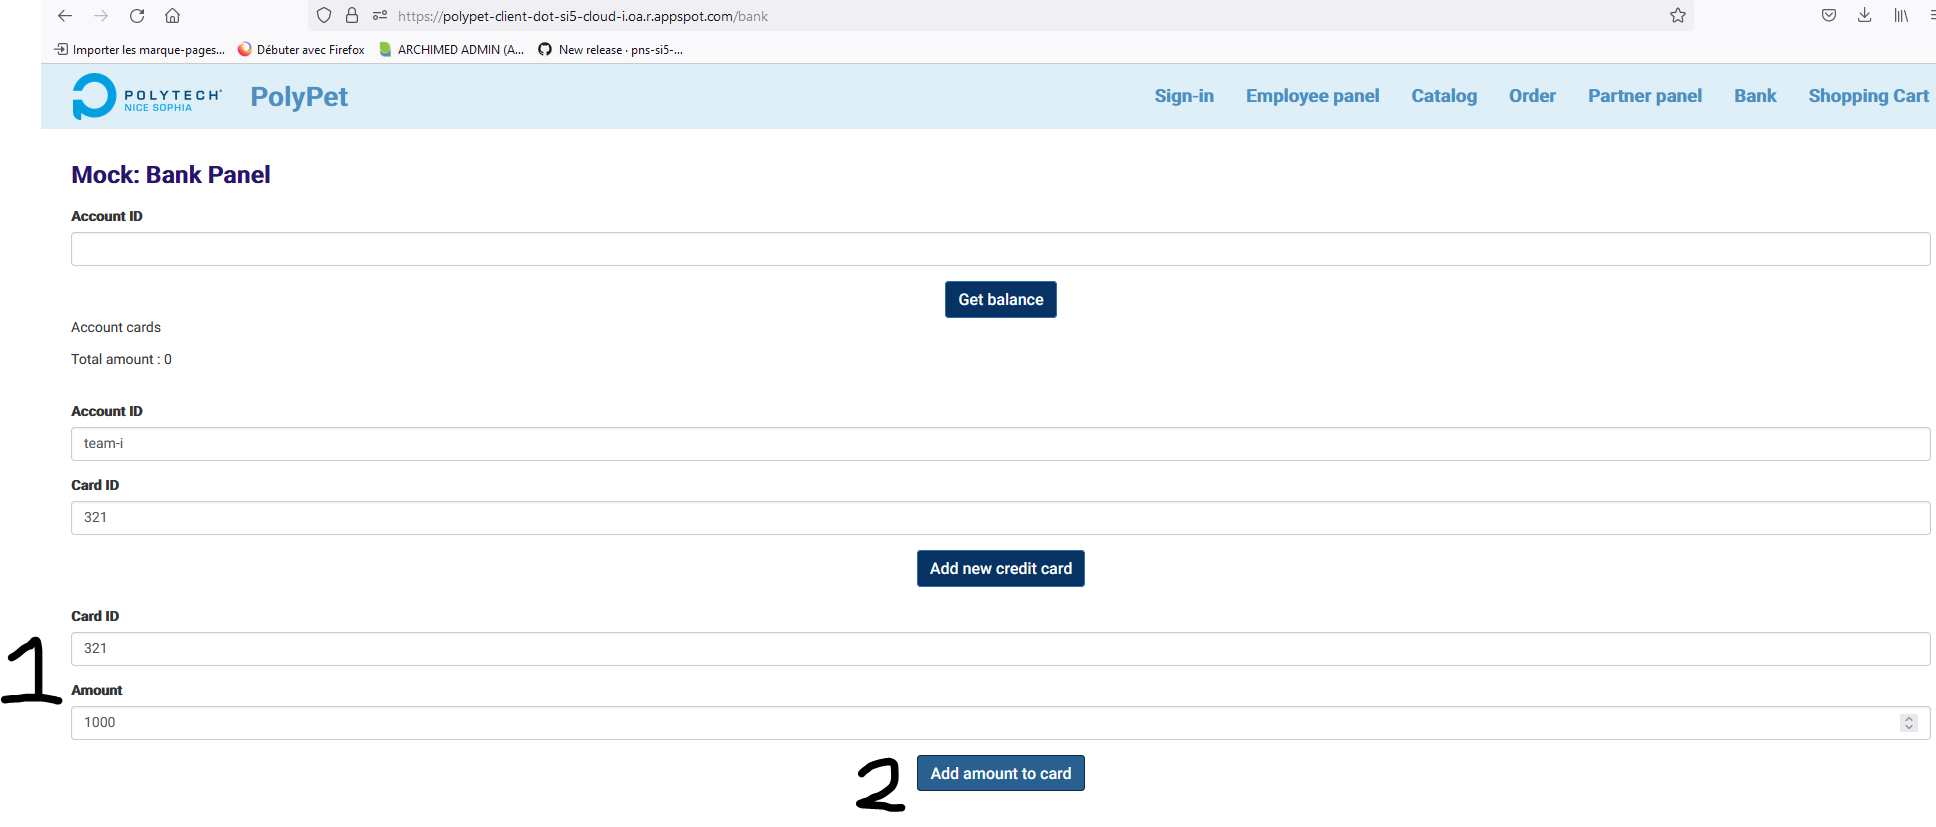 https://polypet-client-dot-si5-cloud-i.oa.r.appspot.com/bank
Importer les marque-pages... Débuter avec Firefox ARCHIMED ADMIN (A... New release · pns-si5-...
POLYTECH®
NICE SOPHIA
PolyPet Sign-in Employee panel Catalog Order Partner panel Bank Shopping Cart
Mock: Bank Panel
Account ID
Get balance
Account cards
Total amount : 0
Account ID
team-i
Card ID
321
Add new credit card
Card ID
321
1
Amount
1000
2 Add amount to card